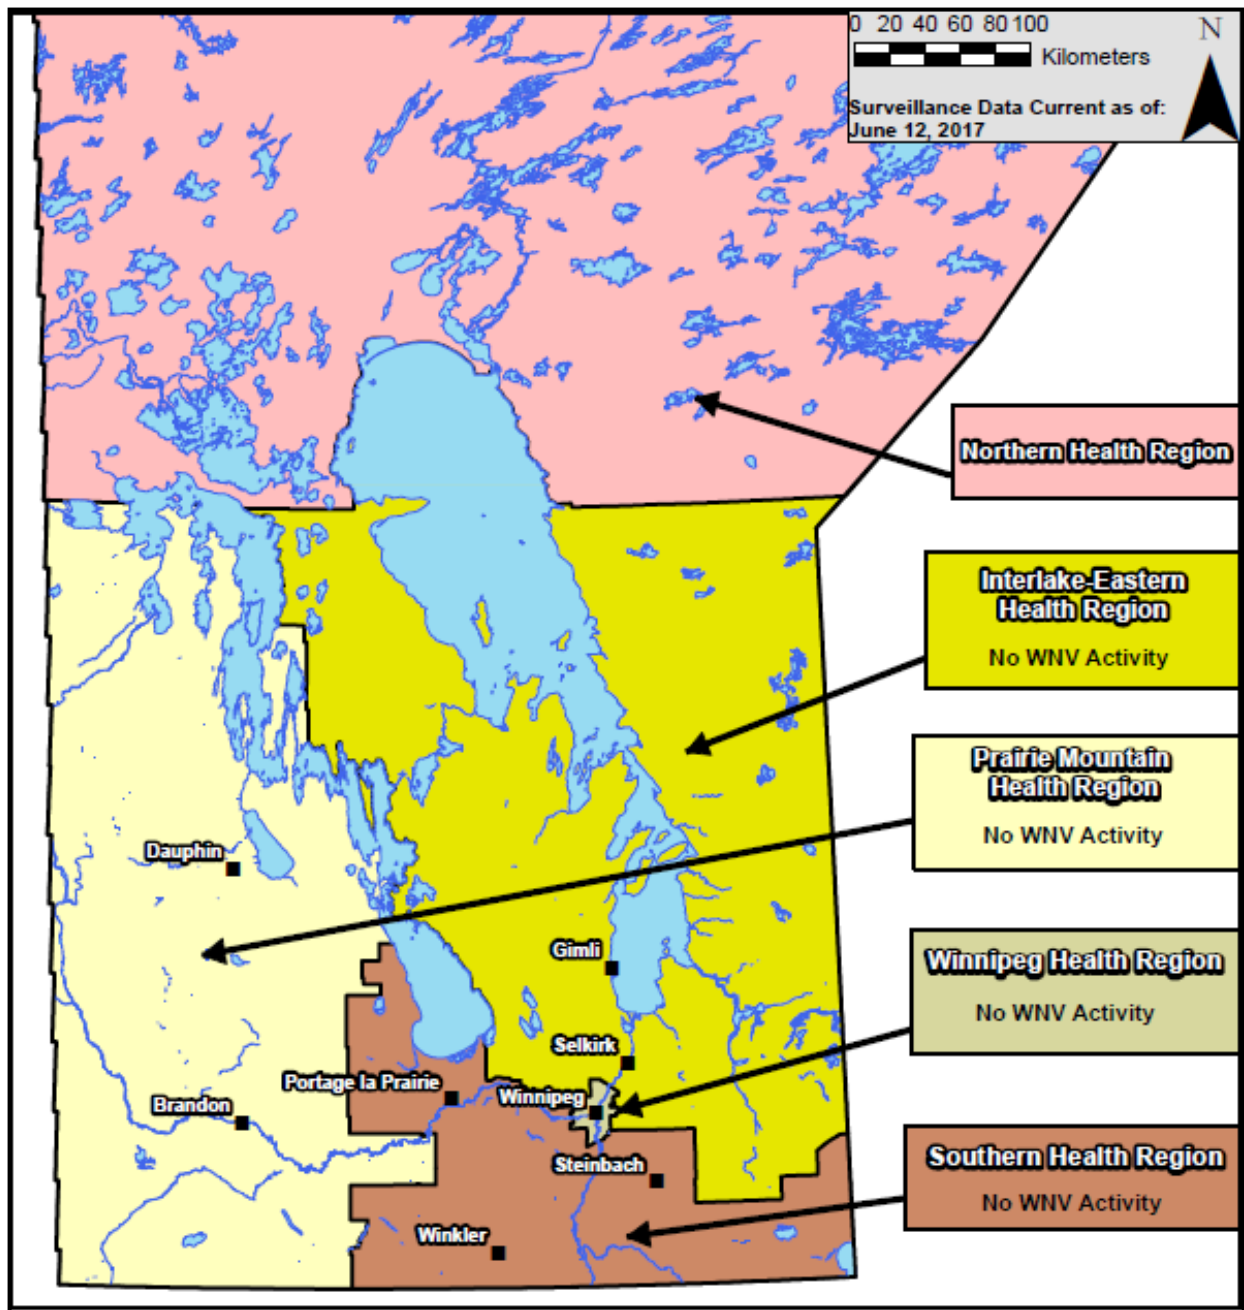 0 20 40 60 80 100
N
Kilometers
Surveillance Data Current as of:
June 12, 2017
Northern Health Region
Interlake-Eastern
Health Region
No WNV Activity
Prairie Mountain
Health Region
No WNV Activity
Dauphin
Winnipeg Health Region
No WNV Activity
Gimli
Selkirk
Portage la Prairie
Winnipeg
Brandon
Steinbach
Southern Health Region
No WNV Activity
Winkler